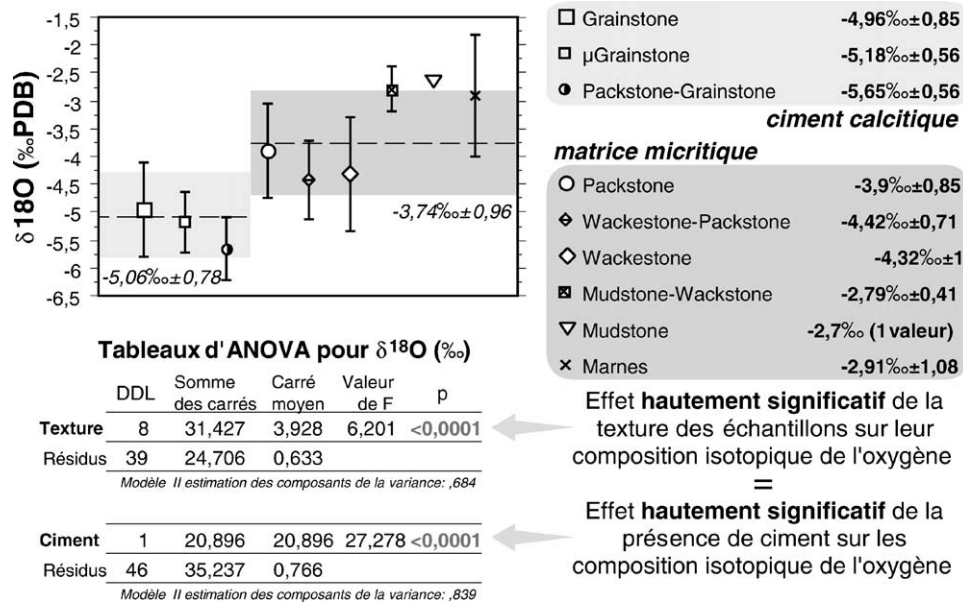 -1,5
-2
-2,5
-3
-3,5
-4
-4,5
-5
-5,5
-6
-6,5
δ18O (‰PDB)
-5,06‰±0,78
-3,74‰±0,96
Grainstone -4,96‰±0,85
µGrainstone -5,18‰±0,56
Packstone-Grainstone -5,65‰±0,56
ciment calcitique
matrice micritique
Packstone -3,9‰±0,85
Wackestone-Packstone -4,42‰±0,71
Wackestone -4,32‰±1
Mudstone-Wackstone -2,79‰±0,41
Mudstone -2,7‰ (1 valeur)
Marnes -2,91‰±1,08
Tableaux d'ANOVA pour δ18O (‰)
DDL Somme des carrés Carré moyen Valeur de F p
Texture 8 31,427 3,928 6,201 <0,0001
Résidus 39 24,706 0,633
Modèle II estimation des composants de la variance: ,684
Ciment 1 20,896 20,896 27,278 <0,0001
Résidus 46 35,237 0,766
Modèle II estimation des composants de la variance: ,839
Effet hautement significatif de la
texture des échantillons sur leur
composition isotopique de l'oxygène
=
Effet hautement significatif de la
présence de ciment sur les
composition isotopique de l'oxygène